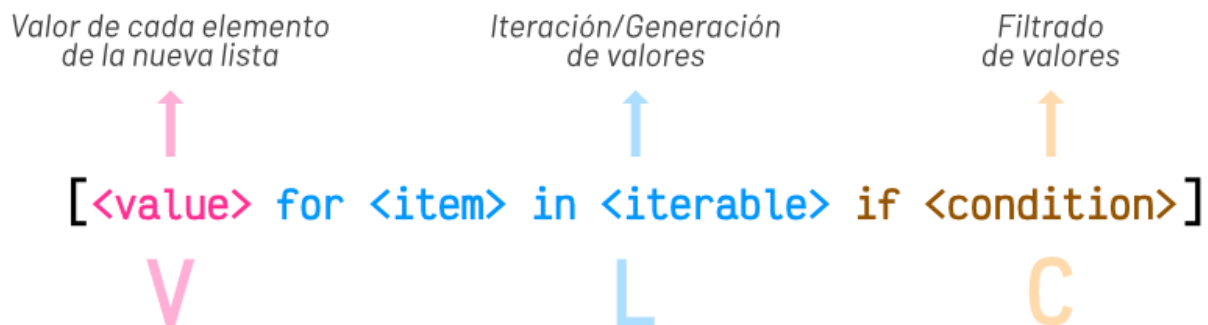 Valor de cada elemento
de la nueva lista
Iteración/Generación
de valores
Filtrado
de valores
[<value> for <item> in <iterable> if <condition>]
V
L
C